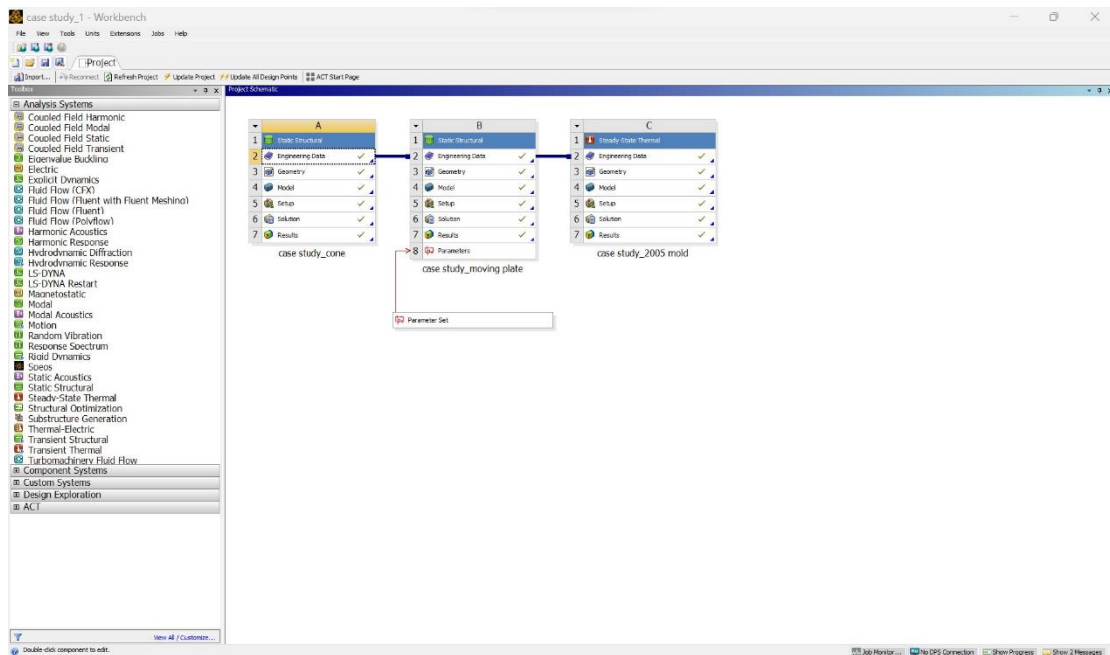 case study_1 - Workbench
File View Tools Units Extensions Jobs Help
Project
Import... Reconnect Refresh Project Update Project Update All Design Points ACT Start Page
Toolbox
Project Schematic
Analysis Systems
Coupled Field Harmonic
Coupled Field Modal
Coupled Field Static
Coupled Field Transient
Eigenvalue Buckling
Electric
Explicit Dynamics
Fluid Flow (CFX)
Fluid Flow (Fluent with Fluent Meshing)
Fluid Flow (Fluent)
Fluid Flow (Polyflow)
Harmonic Acoustics
Harmonic Response
Hydrodynamic Diffraction
Hydrodynamic Response
LS-DYNA
LS-DYNA Restart
Magnetostatic
Modal
Modal Acoustics
Motion
Random Vibration
Response Spectrum
Rigid Dynamics
Speos
Static Acoustics
Static Structural
Steady-State Thermal
Structural Optimization
Substructure Generation
Thermal-Electric
Transient Structural
Transient Thermal
Turbomachinery Fluid Flow
Component Systems
Custom Systems
Design Exploration
ACT
View All / Customize...
A
1 Static Structural
2 Engineering Data
3 Geometry
4 Model
5 Setup
6 Solution
7 Results
case study_cone
B
1 Static Structural
2 Engineering Data
3 Geometry
4 Model
5 Setup
6 Solution
7 Results
8 Parameters
case study_moving plate
C
1 Steady-State Thermal
2 Engineering Data
3 Geometry
4 Model
5 Setup
6 Solution
7 Results
case study_2005 mold
Parameter Set
Double-click component to edit.
Job Monitor... No DPS Connection Show Progress Show 2 Messages